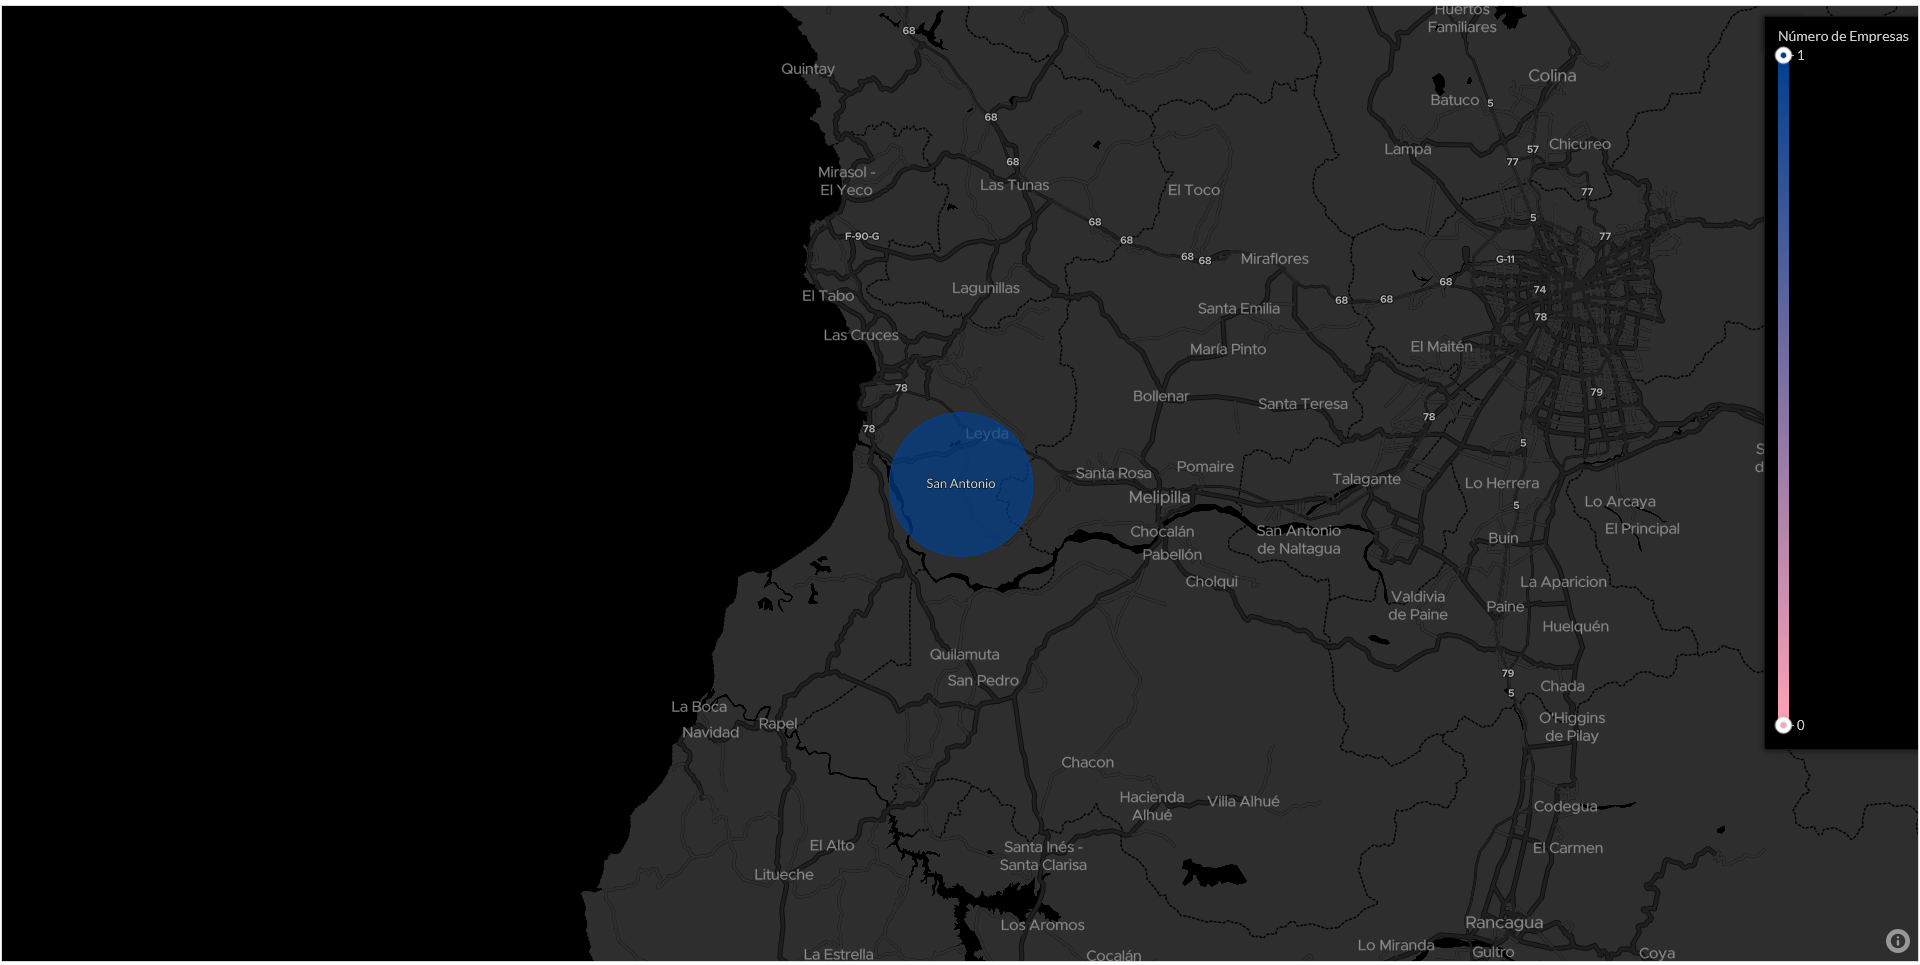 Huertos
Familiares
68
Número de Empresas
1
Quintay
Colina
Batuco
5
68
Lampa
57
Chicureo
77
68
Mirasol -
El Yeco
Las Tunas
El Toco
77
68
5
F-90-G
68
77
68
68
Miraflores
G-11
68
74
El Tabo
Lagunillas
68
68
Santa Emilia
78
Las Cruces
María Pinto
El Maitén
78
Bollenar
Santa Teresa
79
78
78
Leyda
5
S
d
Santa Rosa
Pomaire
Talagante
San Antonio
Lo Herrera
Melipilla
5
Lo Arcaya
Chocalán
San Antonio
de Naltagua
Buin
El Principal
Pabellón
Cholqui
La Aparicion
Valdivia
de Paine
Paine
Huelquén
Quilamuta
San Pedro
79
5
Chada
La Boca
Rapel
Navidad
O'Higgins
de Pilay
0
Chacon
Hacienda
Alhué
Villa Alhué
Codegua
El Alto
Santa Inés -
Santa Clarisa
El Carmen
Litueche
Los Aromos
Rancagua
La Estrella
Cocalán
Lo Miranda
Gultro
Coya